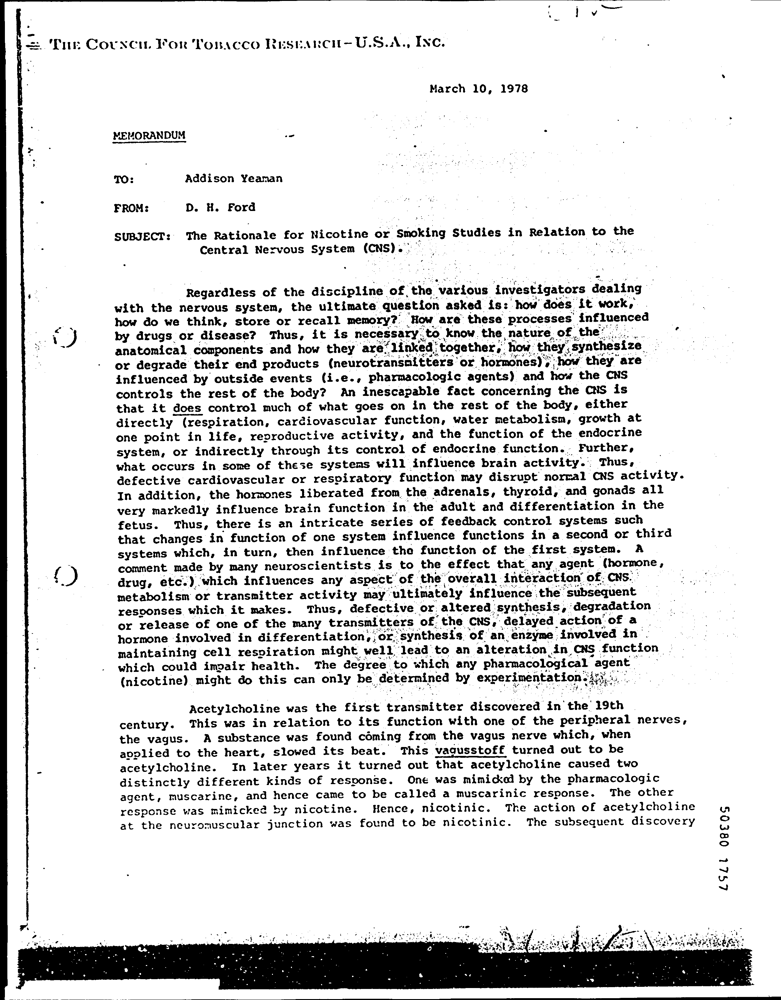 THE COUNCIL FOR TOBACCO RESEARCH-U.S.A., INC.
March 10, 1978
MEMORANDUM
TO: Addison Yeaman
FROM: D. H. Ford
SUBJECT: The Rationale for Nicotine or Smoking Studies in Relation to the
Central Nervous System (CNS).
Regardless of the discipline of the various investigators dealing
with the nervous system, the ultimate question asked is: how does it work,
how do we think, store or recall memory? How are these processes influenced
by drugs or disease? Thus, it is necessary to know the nature of the
anatomical components and how they are linked together, how they synthesize
or degrade their end products (neurotransmitters or hormones), how they are
influenced by outside events (i.e., pharmacologic agents) and how the CNS
controls the rest of the body? An inescapable fact concerning the CNS is
that it does control much of what goes on in the rest of the body, either
directly (respiration, cardiovascular function, water metabolism, growth at
one point in life, reproductive activity, and the function of the endocrine
system, or indirectly through its control of endocrine function. Further,
what occurs in some of these systems will influence brain activity. Thus,
defective cardiovascular or respiratory function may disrupt normal CNS activity.
In addition, the hormones liberated from the adrenals, thyroid, and gonads all
very markedly influence brain function in the adult and differentiation in the
fetus. Thus, there is an intricate series of feedback control systems such
that changes in function of one system influence functions in a second or third
systems which, in turn, then influence the function of the first system. A
comment made by many neuroscientists is to the effect that any agent (hormone,
drug, etc.) which influences any aspect of the overall interaction of CNS
metabolism or transmitter activity may ultimately influence the subsequent
responses which it makes. Thus, defective or altered synthesis, degradation
or release of one of the many transmitters of the CNS, delayed action of a
hormone involved in differentiation, or synthesis of an enzyme involved in
maintaining cell respiration might well lead to an alteration in CNS function
which could impair health. The degree to which any pharmacological agent
(nicotine) might do this can only be determined by experimentation.
Acetylcholine was the first transmitter discovered in the 19th
century. This was in relation to its function with one of the peripheral nerves,
the vagus. A substance was found coming from the vagus nerve which, when
applied to the heart, slowed its beat. This vagusstoff turned out to be
acetylcholine. In later years it turned out that acetylcholine caused two
distinctly different kinds of response. One was mimicked by the pharmacologic
agent, muscarine, and hence came to be called a muscarinic response. The other
response was mimicked by nicotine. Hence, nicotinic. The action of acetylcholine
at the neuromuscular junction was found to be nicotinic. The subsequent discovery
50380 1757